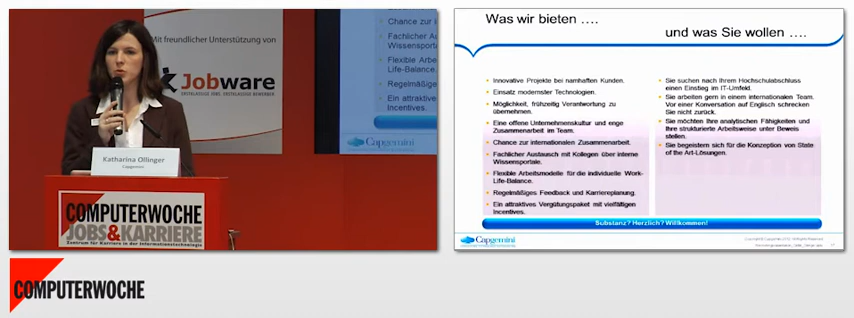 Mit freundlicher Unterstützung von
Jobware
Katharina Ollinger
Capgemini
COMPUTERWOCHE
JOBS&KARRIERE
Zentrum für Karriere in der Informationstechnologie
Chance zur i
Fachlicher Aus
Wissensportale.
Flexible Arbe
Life-Balance.
Regelmäßige
Ein attraktives
Incentives.
Capgemini
COMPUTERWOCHE
Was wir bieten ….
und was Sie wollen ….
Innovative Projekte bei namhaften Kunden.
Einsatz modernster Technologien.
Möglichkeit, frühzeitig Verantwortung zu
übernehmen.
Eine offene Unternehmenskultur und enge
Zusammenarbeit im Team.
Chance zur internationalen Zusammenarbeit.
Fachlicher Austausch mit Kollegen über interne
Wissensportale.
Flexible Arbeitsmodelle für die individuelle Work-
Life-Balance.
Regelmäßiges Feedback und Karriereplanung.
Ein attraktives Vergütungspaket mit vielfältigen
Incentives.
Sie suchen nach Ihrem Hochschulabschluss
einen Einstieg im IT-Umfeld.
Sie arbeiten gern in einem internationalen Team.
Vor einer Konversation auf Englisch schrecken
Sie nicht zurück.
Sie möchten Ihre analytischen Fähigkeiten und
Ihre strukturierte Arbeitsweise unter Beweis
stellen.
Sie begeistern sich für die Konzeption von State
of the Art-Lösungen.
Substanz? Herzlich? Willkommen!
Capgemini